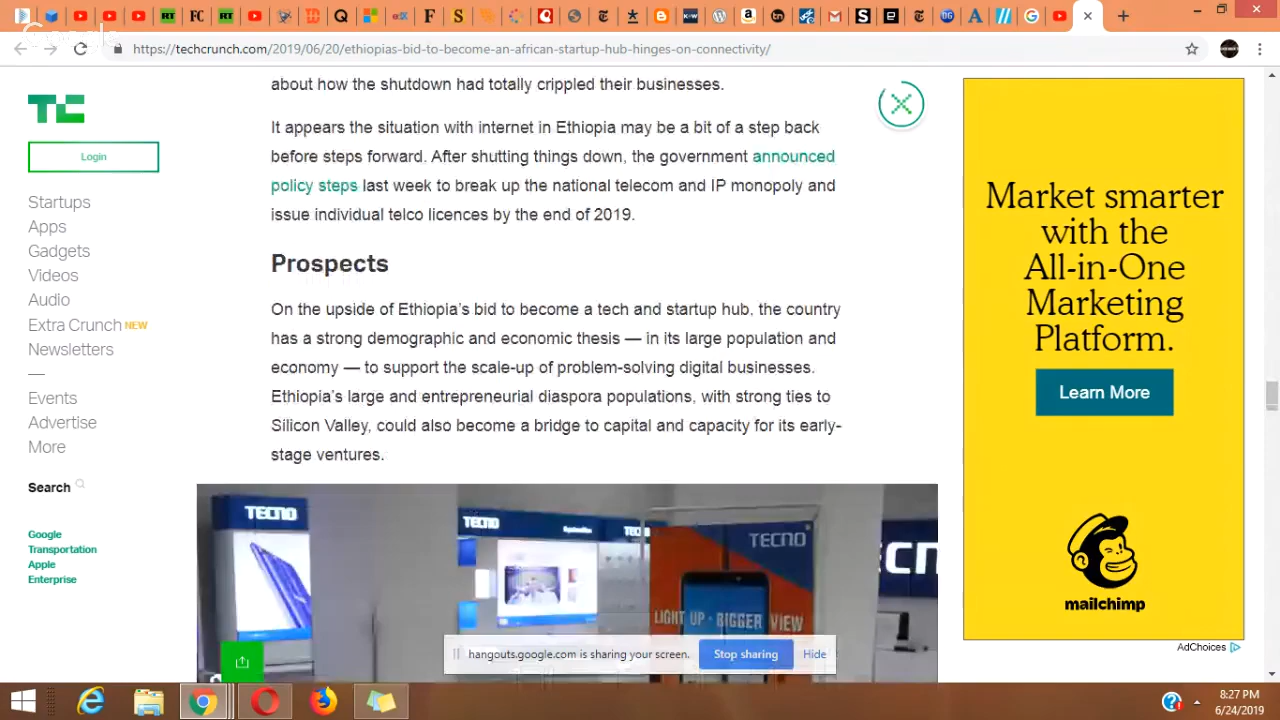 https://techcrunch.com/2019/06/20/ethiopias-bid-to-become-an-african-startup-hub-hinges-on-connectivity/
about how the shutdown had totally crippled their businesses.
It appears the situation with internet in Ethiopia may be a bit of a step back
before steps forward. After shutting things down, the government announced
policy steps last week to break up the national telecom and IP monopoly and
issue individual telco licences by the end of 2019.
Prospects
On the upside of Ethiopia's bid to become a tech and startup hub, the country
has a strong demographic and economic thesis — in its large population and
economy — to support the scale-up of problem-solving digital businesses.
Ethiopia's large and entrepreneurial diaspora populations, with strong ties to
Silicon Valley, could also become a bridge to capital and capacity for its early-
stage ventures.
TC
Login
Startups
Apps
Gadgets
Videos
Audio
Extra Crunch NEW
Newsletters
—
Events
Advertise
More
Search
Google
Transportation
Apple
Enterprise
TECNO
TECNO
TECNO
LIGHT UP · BIGGER VIEW
hangouts.google.com is sharing your screen.
Stop sharing
Hide
Market smarter
with the
All-in-One
Marketing
Platform.
Learn More
mailchimp
AdChoices
8:27 PM
6/24/2019